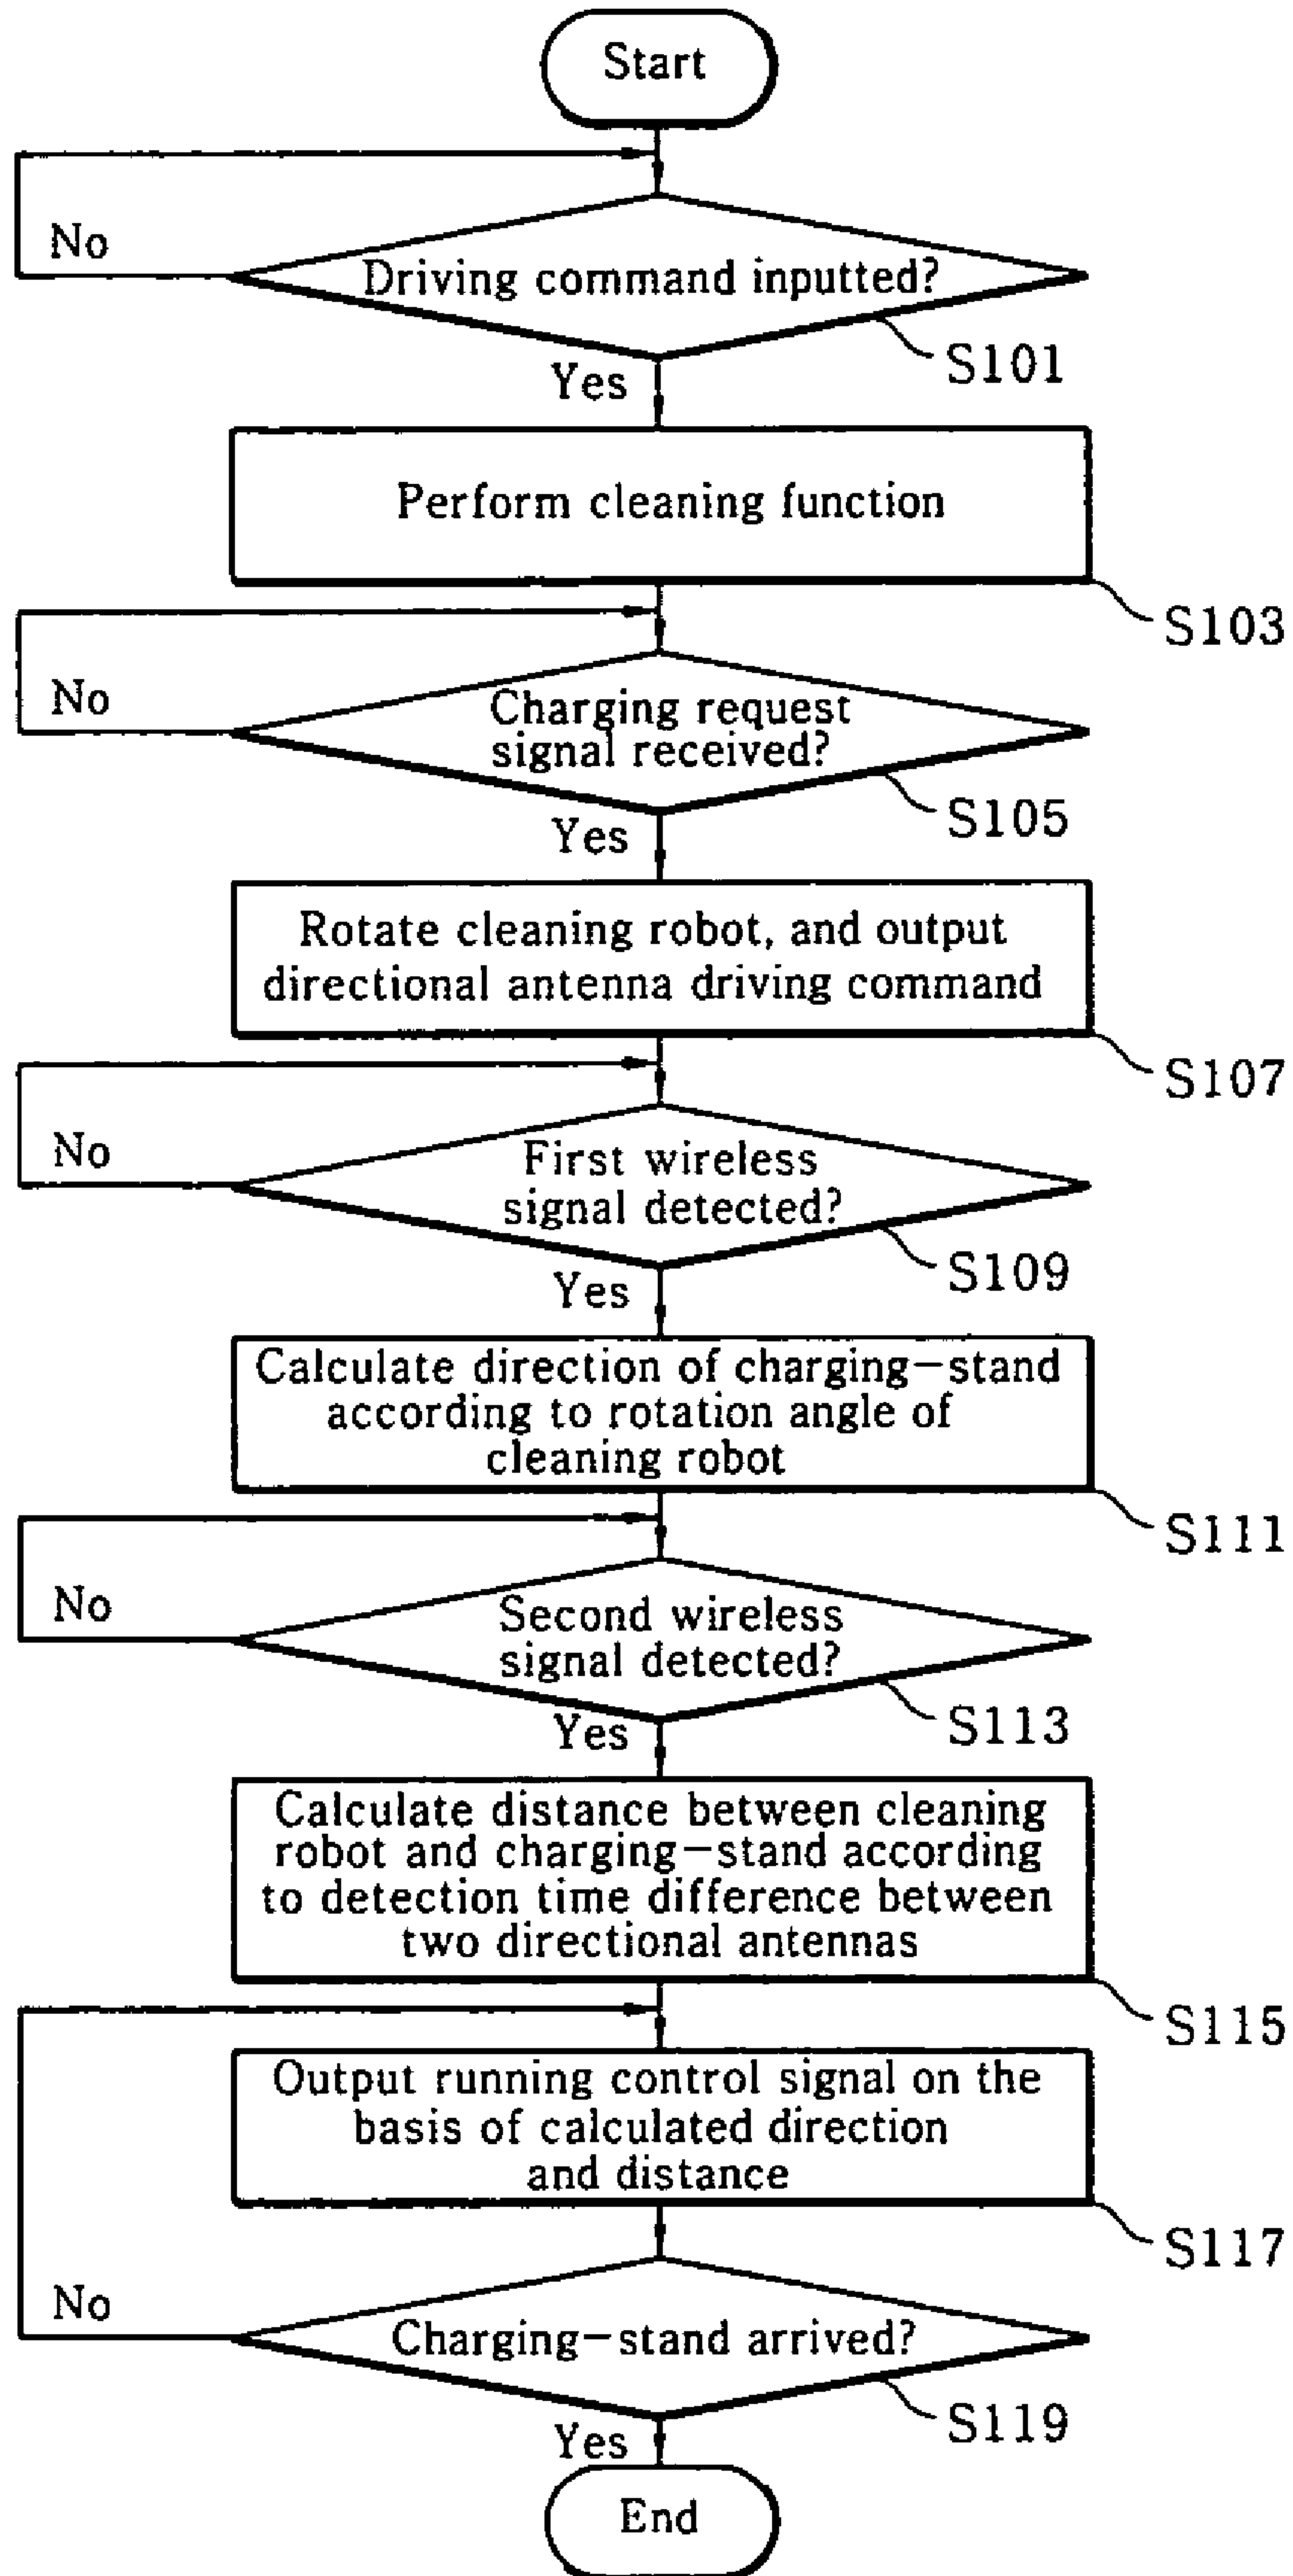 Start
No
Driving command inputted?
S101
Yes
Perform cleaning function
S103
No
Charging request
signal received?
S105
Yes
Rotate cleaning robot, and output
directional antenna driving command
S107
No
First wireless
signal detected?
S109
Yes
Calculate direction of charging-stand
according to rotation angle of
cleaning robot
S111
No
Second wireless
signal detected?
S113
Yes
Calculate distance between cleaning
robot and charging-stand according
to detection time difference between
two directional antennas
S115
Output running control signal on the
basis of calculated direction
and distance
S117
No
Charging-stand arrived?
S119
Yes
End